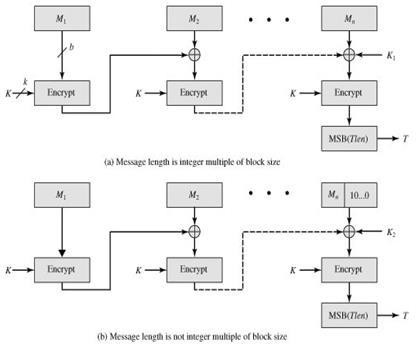 M1 M2 • • • Mn
b
K1
k
K Encrypt K Encrypt K Encrypt
MSB(Tlen) T
(a) Message length is integer multiple of block size
M1 M2 • • • Mn 10...0
K2
K Encrypt K Encrypt K Encrypt
MSB(Tlen) T
(b) Message length is not integer multiple of block size